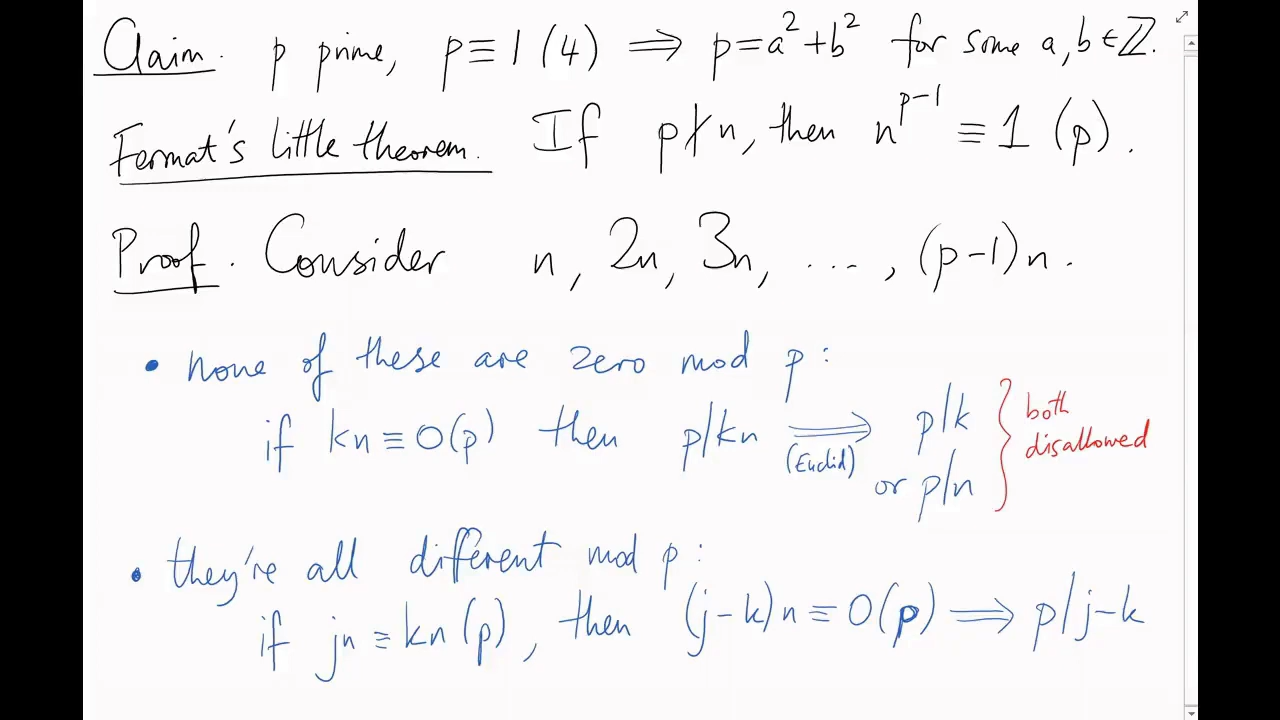 Claim. p prime, p≡1 (4) ⟹ p=a²+b² for some a,b∈ℤ.
Fermat's little theorem. If p∤n, then n^{p-1} ≡ 1 (p).
Proof. Consider n, 2n, 3n, ..., (p-1)n.
• none of these are zero mod p:
if kn≡0(p) then p|kn ⟹ (Euclid) p|k
or p|n
both
disallowed
• they're all different mod p:
if jn≡kn(p), then (j-k)n≡0(p) ⟹ p|j-k